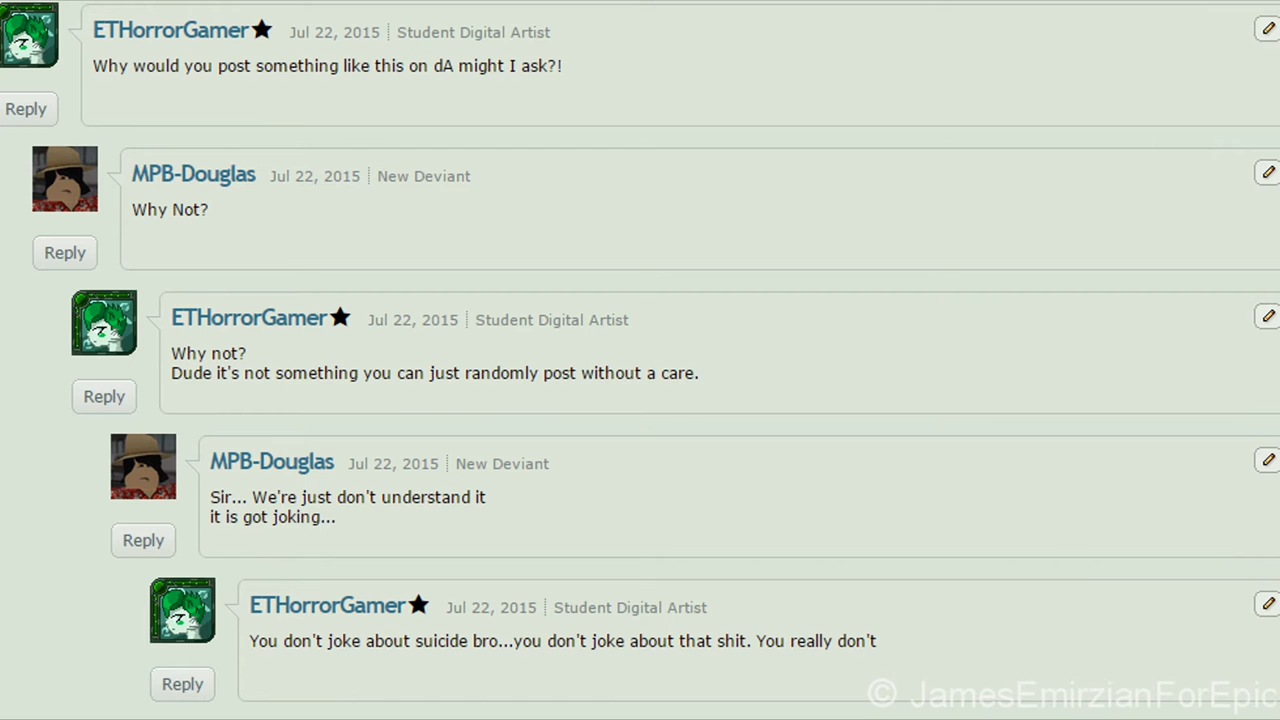 ETHorrorGamer Jul 22, 2015 Student Digital Artist
Why would you post something like this on dA might I ask?!
Reply
MPB-Douglas Jul 22, 2015 New Deviant
Why Not?
Reply
ETHorrorGamer Jul 22, 2015 Student Digital Artist
Why not?
Dude it's not something you can just randomly post without a care.
Reply
MPB-Douglas Jul 22, 2015 New Deviant
Sir... We're just don't understand it
it is got joking...
Reply
ETHorrorGamer Jul 22, 2015 Student Digital Artist
You don't joke about suicide bro...you don't joke about that shit. You really don't
Reply
© JamesEmirzianForEpic